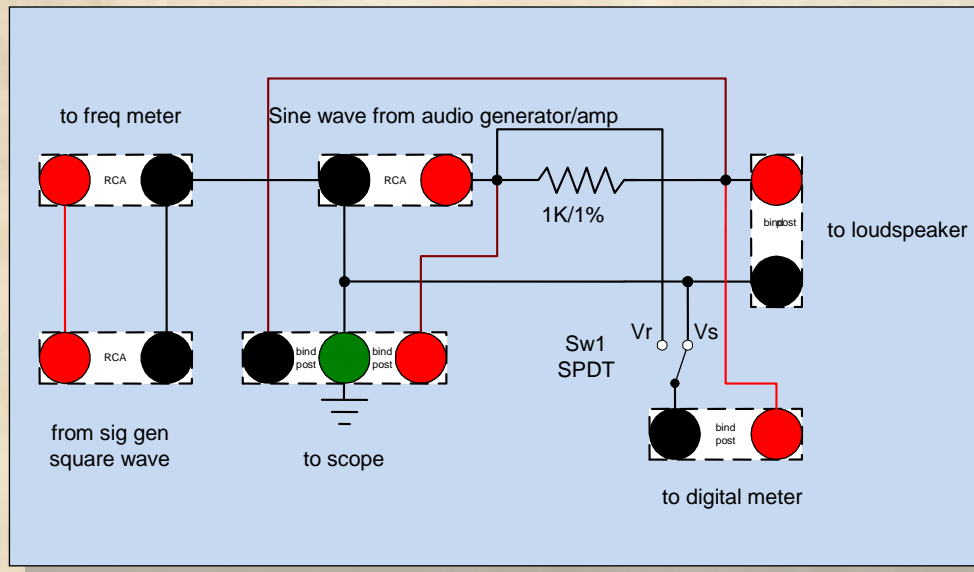 to freq meter
Sine wave from audio generator/amp
RCA
RCA
1K/1%
bind post
to loudspeaker
Vr
Vs
Sw1
SPDT
RCA
bind
post
bind
post
bind
post
from sig gen
square wave
to scope
to digital meter